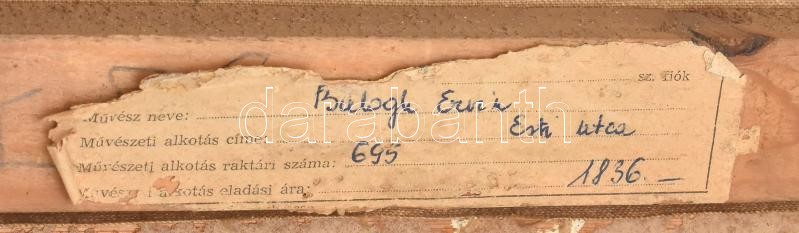 sz. fiók
Művész neve: Balogh Ervin
Művészeti alkotás címe: Esti utca
Művészeti alkotás raktári száma: 695
Művészeti alkotás eladási ára: 1836.—
darabanth